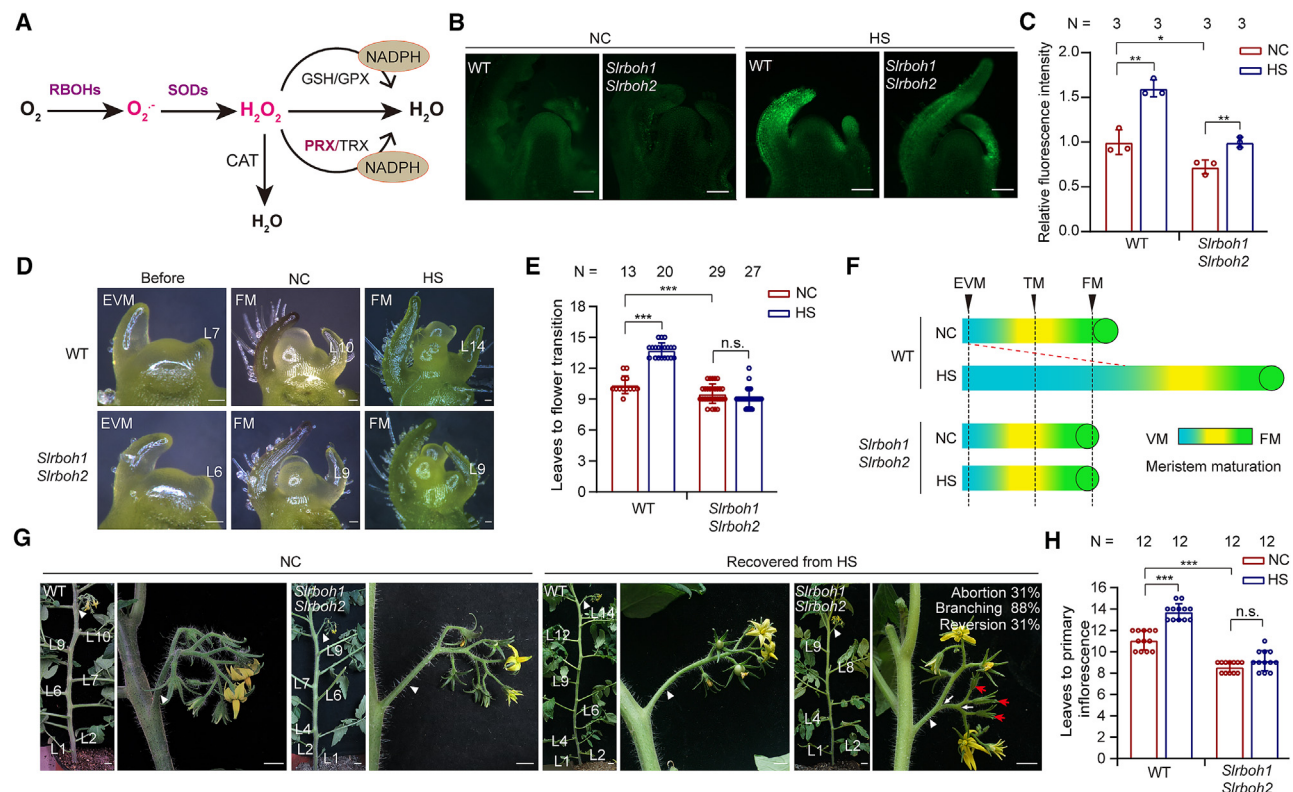 A
RBOHs
SODs
O2
O2·-
H2O2
H2O
NADPH
GSH/GPX
PRX/TRX
NADPH
CAT
H2O
B
NC
HS
WT
Slrboh1
Slrboh2
WT
Slrboh1
Slrboh2
C
N = 3 3 3 3
Relative fluorescence intensity
2.0
1.5
1.0
0.5
0.0
*
**
**
NC
HS
WT
Slrboh1
Slrboh2
D
Before NC HS
WT
EVM
L7
FM
L10
FM
L14
Slrboh1
Slrboh2
EVM
L6
FM
L9
FM
L9
E
N = 13 20 29 27
Leaves to flower transition
18
15
12
9
6
3
0
***
***
n.s.
NC
HS
WT
Slrboh1
Slrboh2
F
EVM TM FM
WT
NC
HS
Slrboh1
Slrboh2
NC
HS
VM FM
Meristem maturation
G
NC
Recovered from HS
WT
L9
L10
L6
L7
L4
L2
L1
Slrboh1
Slrboh2
L9
L7
L6
L4
L2
L1
WT
L14
L12
L9
L6
L4
L2
L1
Slrboh1
Slrboh2
L9
L8
L4
L2
L1
Abortion 31%
Branching 88%
Reversion 31%
H
N = 12 12 12 12
Leaves to primary
inflorescence
16
14
12
10
8
6
4
2
0
***
***
n.s.
NC
HS
WT
Slrboh1
Slrboh2